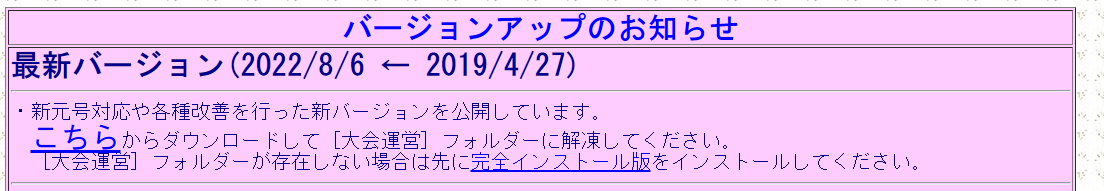 バージョンアップのお知らせ
最新バージョン(2022/8/6 ← 2019/4/27)
・新元号対応や各種改善を行った新バージョンを公開しています。
こちらからダウンロードして［大会運営］フォルダーに解凍してください。
［大会運営］フォルダーが存在しない場合は先に完全インストール版をインストールしてください。